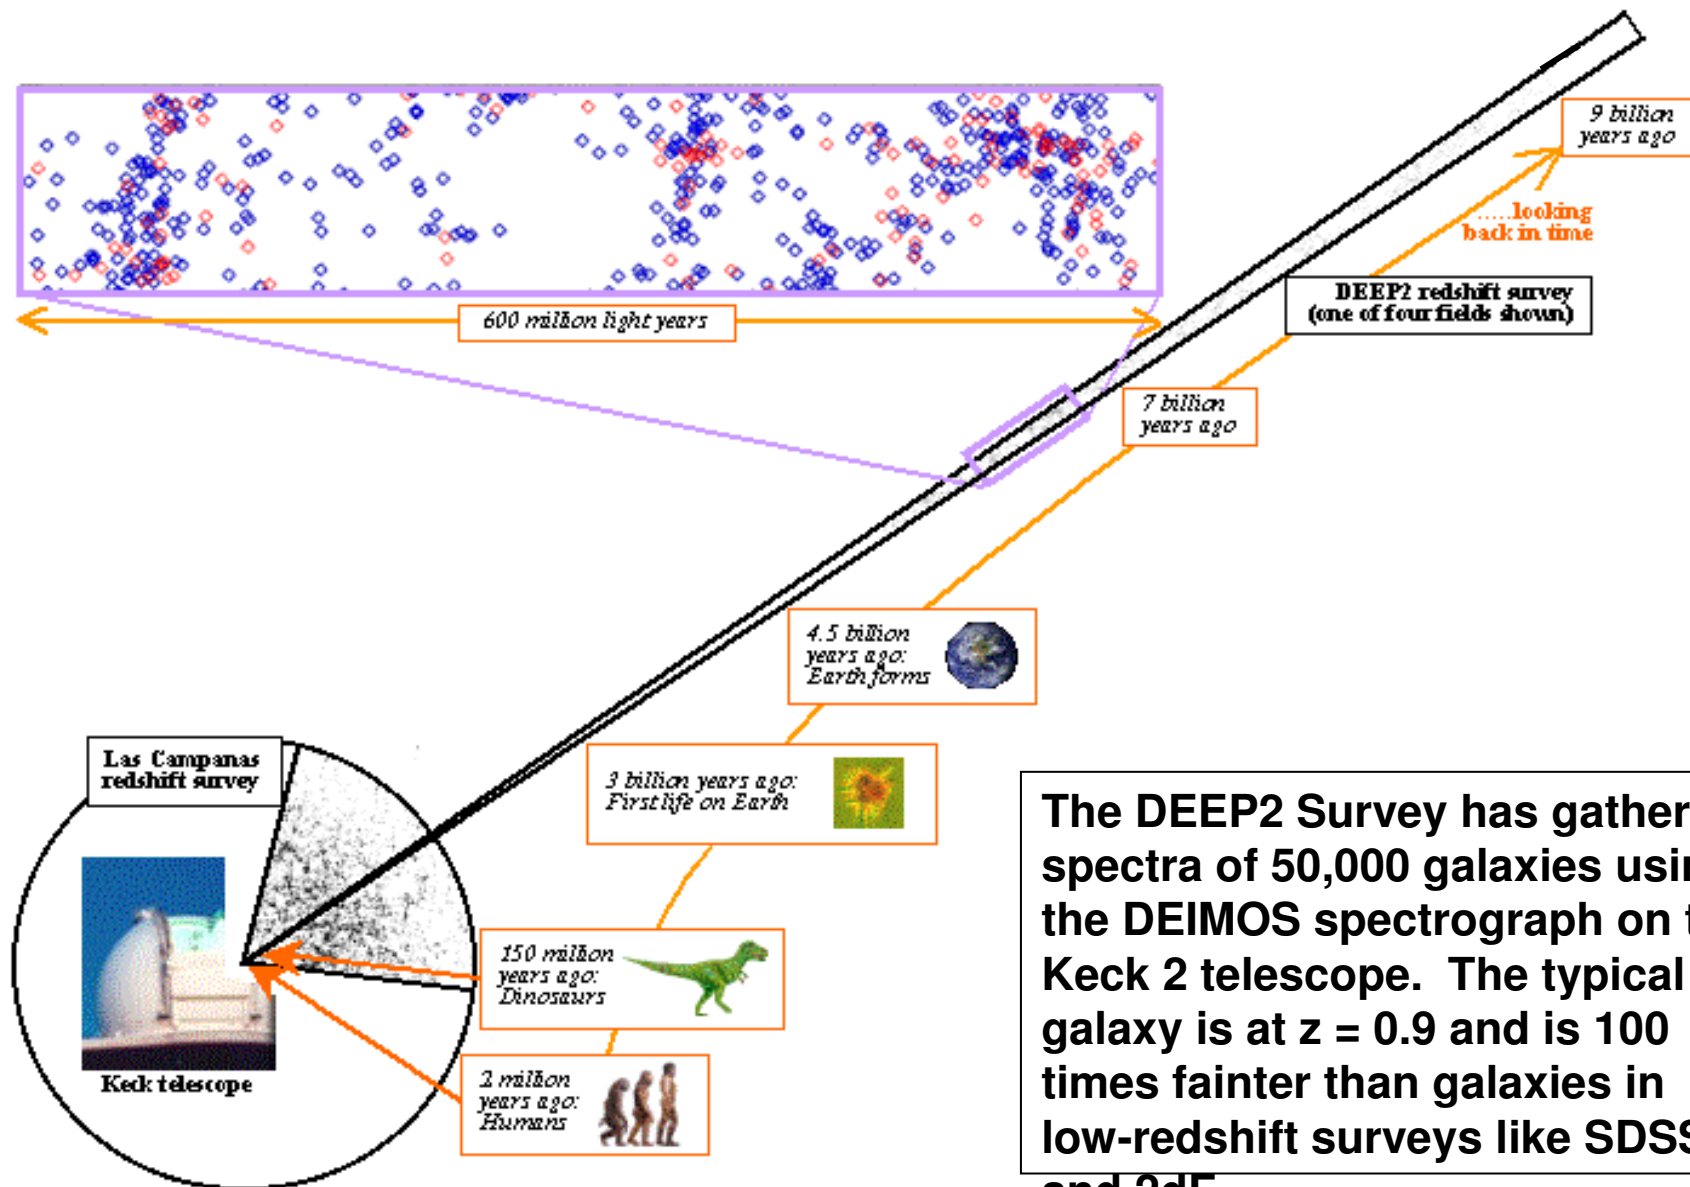 9 billion
years ago
.....looking
back in time
DEEP2 redshift survey
(one of four fields shown)
600 million light years
7 billion
years ago
4.5 billion
years ago:
Earth forms
Las Campanas
redshift survey
3 billion years ago:
First life on Earth
150 million
years ago:
Dinosaurs
Keck telescope
2 million
years ago:
Humans
The DEEP2 Survey has gather
spectra of 50,000 galaxies usin
the DEIMOS spectrograph on t
Keck 2 telescope.  The typical
galaxy is at z = 0.9 and is 100
times fainter than galaxies in
low-redshift surveys like SDSS
and 2dF